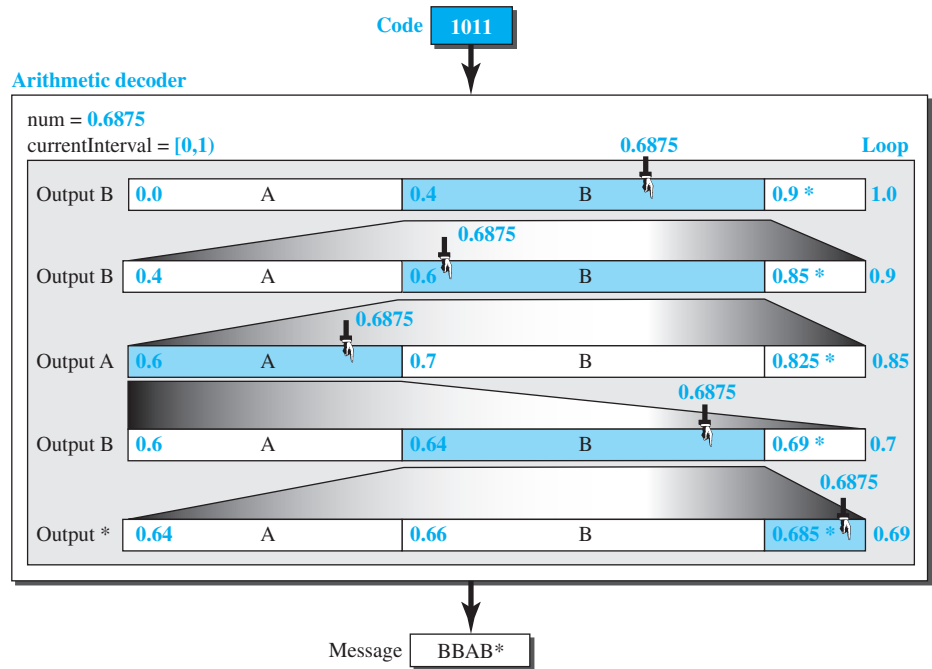 Code 1011
Arithmetic decoder
num = 0.6875
currentInterval = [0,1)
0.6875 Loop
Output B 0.0 A 0.4 B 0.9 * 1.0
0.6875
Output B 0.4 A 0.6 B 0.85 * 0.9
0.6875
Output A 0.6 A 0.7 B 0.825 * 0.85
0.6875
Output B 0.6 A 0.64 B 0.69 * 0.7
0.6875
Output * 0.64 A 0.66 B 0.685 * 0.69
Message BBAB*